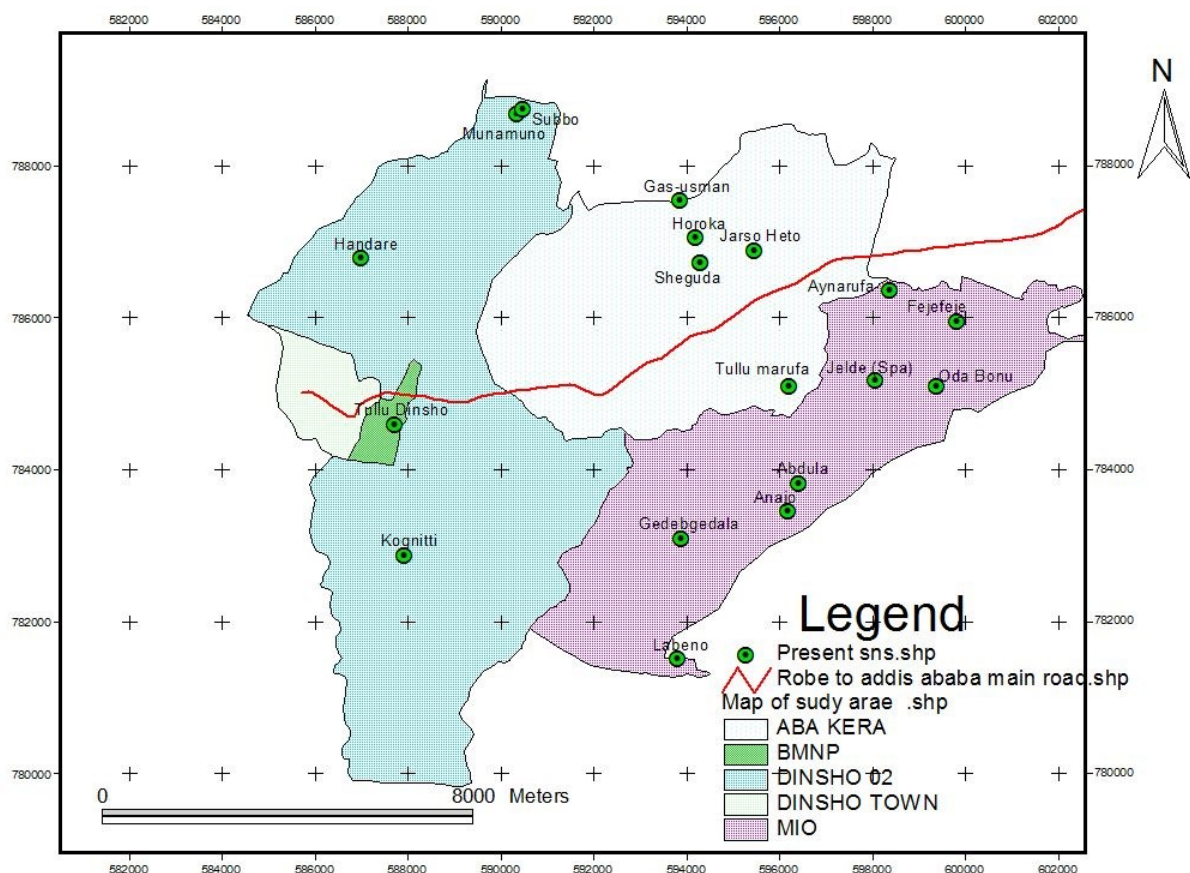 582000 584000 586000 588000 590000 592000 594000 596000 598000 600000 602000
N
Subbo
Munamuno
788000 788000
Gas-usman
Horoka
Jarso Heto
Handare
Sheguda
Aynarufa
Fejefeje
786000 786000
Tullu marufa
Jelde (Spa)
Oda Bonu
Tullu Dinsho
784000 784000
Abdula
Anajo
Gedebgedala
Kognitti
782000 782000
Labeno
Legend
Present sns.shp
Robe to addis ababa main road.shp
Map of sudy arae .shp
ABA KERA
BMNP
DINSHO 02
DINSHO TOWN
MIO
780000 780000
0 8000 Meters
582000 584000 586000 588000 590000 592000 594000 596000 598000 600000 602000